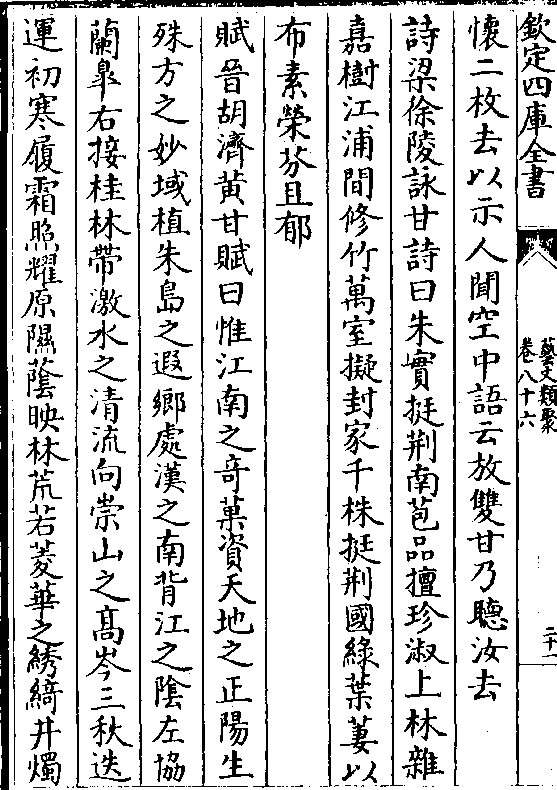 欽定四庫全書
藝文類聚
卷八十六
二十一
懷二枚去以示人聞空中語云放雙甘乃聽汝去
詩梁徐陵詠甘詩曰朱實挺荆南苞品擅珍淑上林雜
嘉樹江浦間修竹萬室擬封家千株挺荆國綠葉萋以
布素榮芬且郁
賦晉胡濟黄甘賦曰惟江南之奇菓資天地之正陽生
殊方之妙域植朱島之遐鄉處漢之南背江之隂左協
蘭臯右接桂林帶激水之清流向崇山之髙岑三秋迭
運初寒履霜照耀原隰䕃映林荒若菱華之綉綺井燭